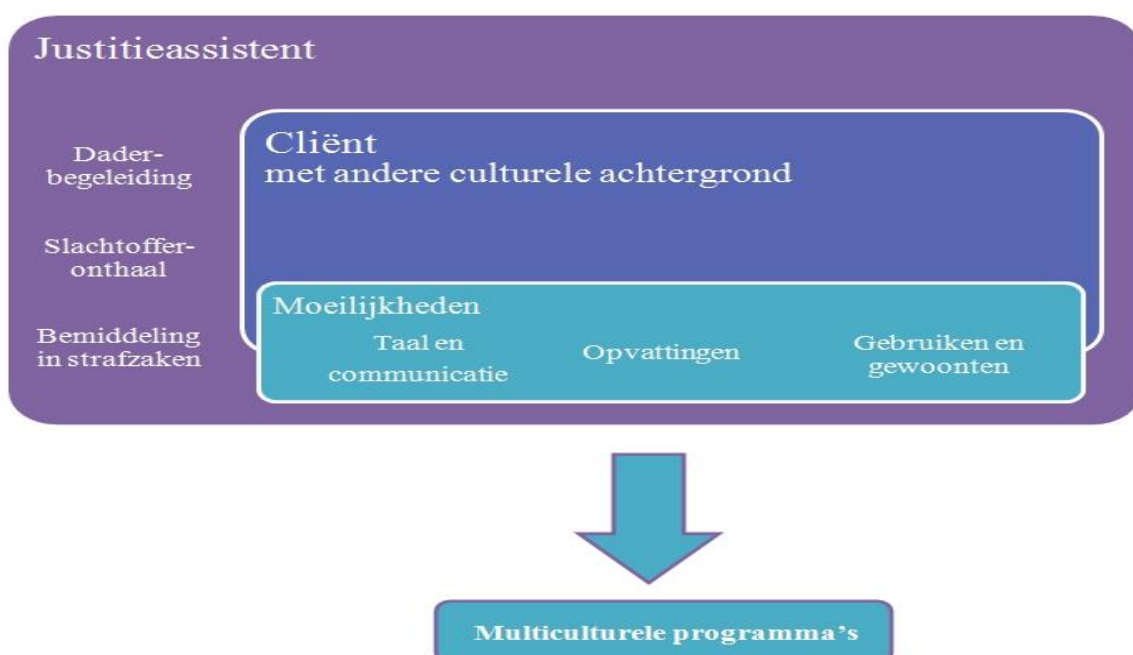 Justitieassistent
Dader-
begeleiding
Slachtoffer-
onthaal
Bemiddeling
in strafzaken
Cliënt
met andere culturele achtergrond
Moeilijkheden
Taal en
communicatie
Opvattingen
Gebruiken en
gewoonten
Multiculturele programma's